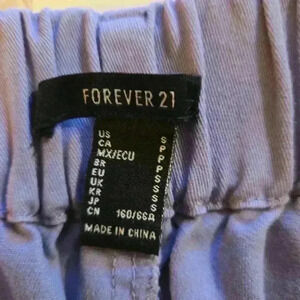 FOREVER 21
US S
CA P
MX/ECU P
BR P
EU S
UK S
KR S
JP S
CN 160/66A
MADE IN CHINA